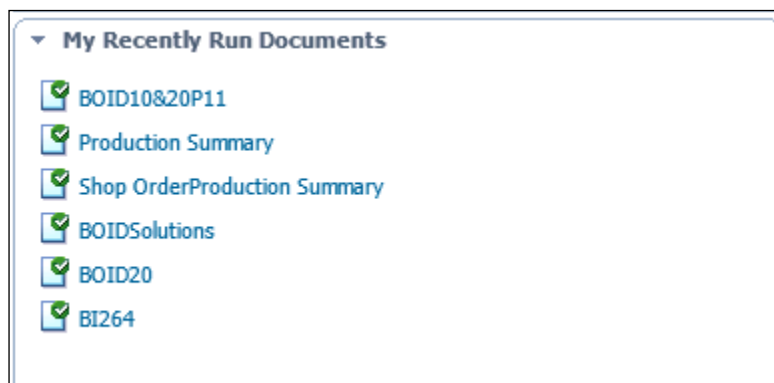 My Recently Run Documents
BOID10&20P11
Production Summary
Shop OrderProduction Summary
BOIDSolutions
BOID20
BI264